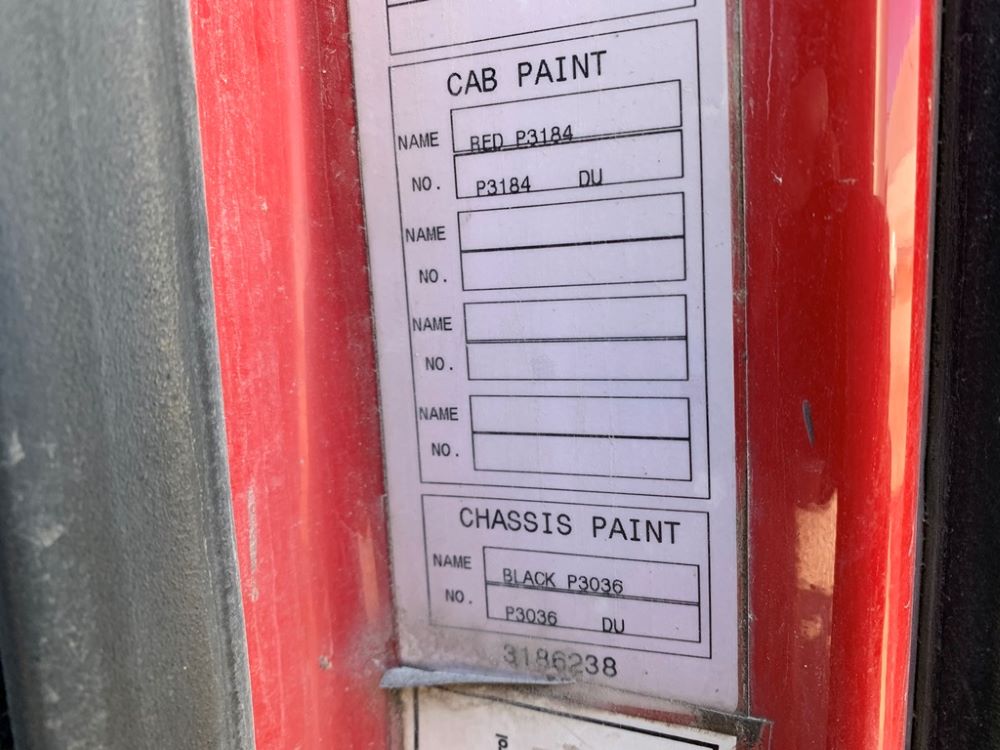 CAB PAINT
NAME RED P3184
NO. P3184 DU
NAME
NO.
NAME
NO.
NAME
NO.
CHASSIS PAINT
NAME BLACK P3036
NO. P3036 DU
3186238